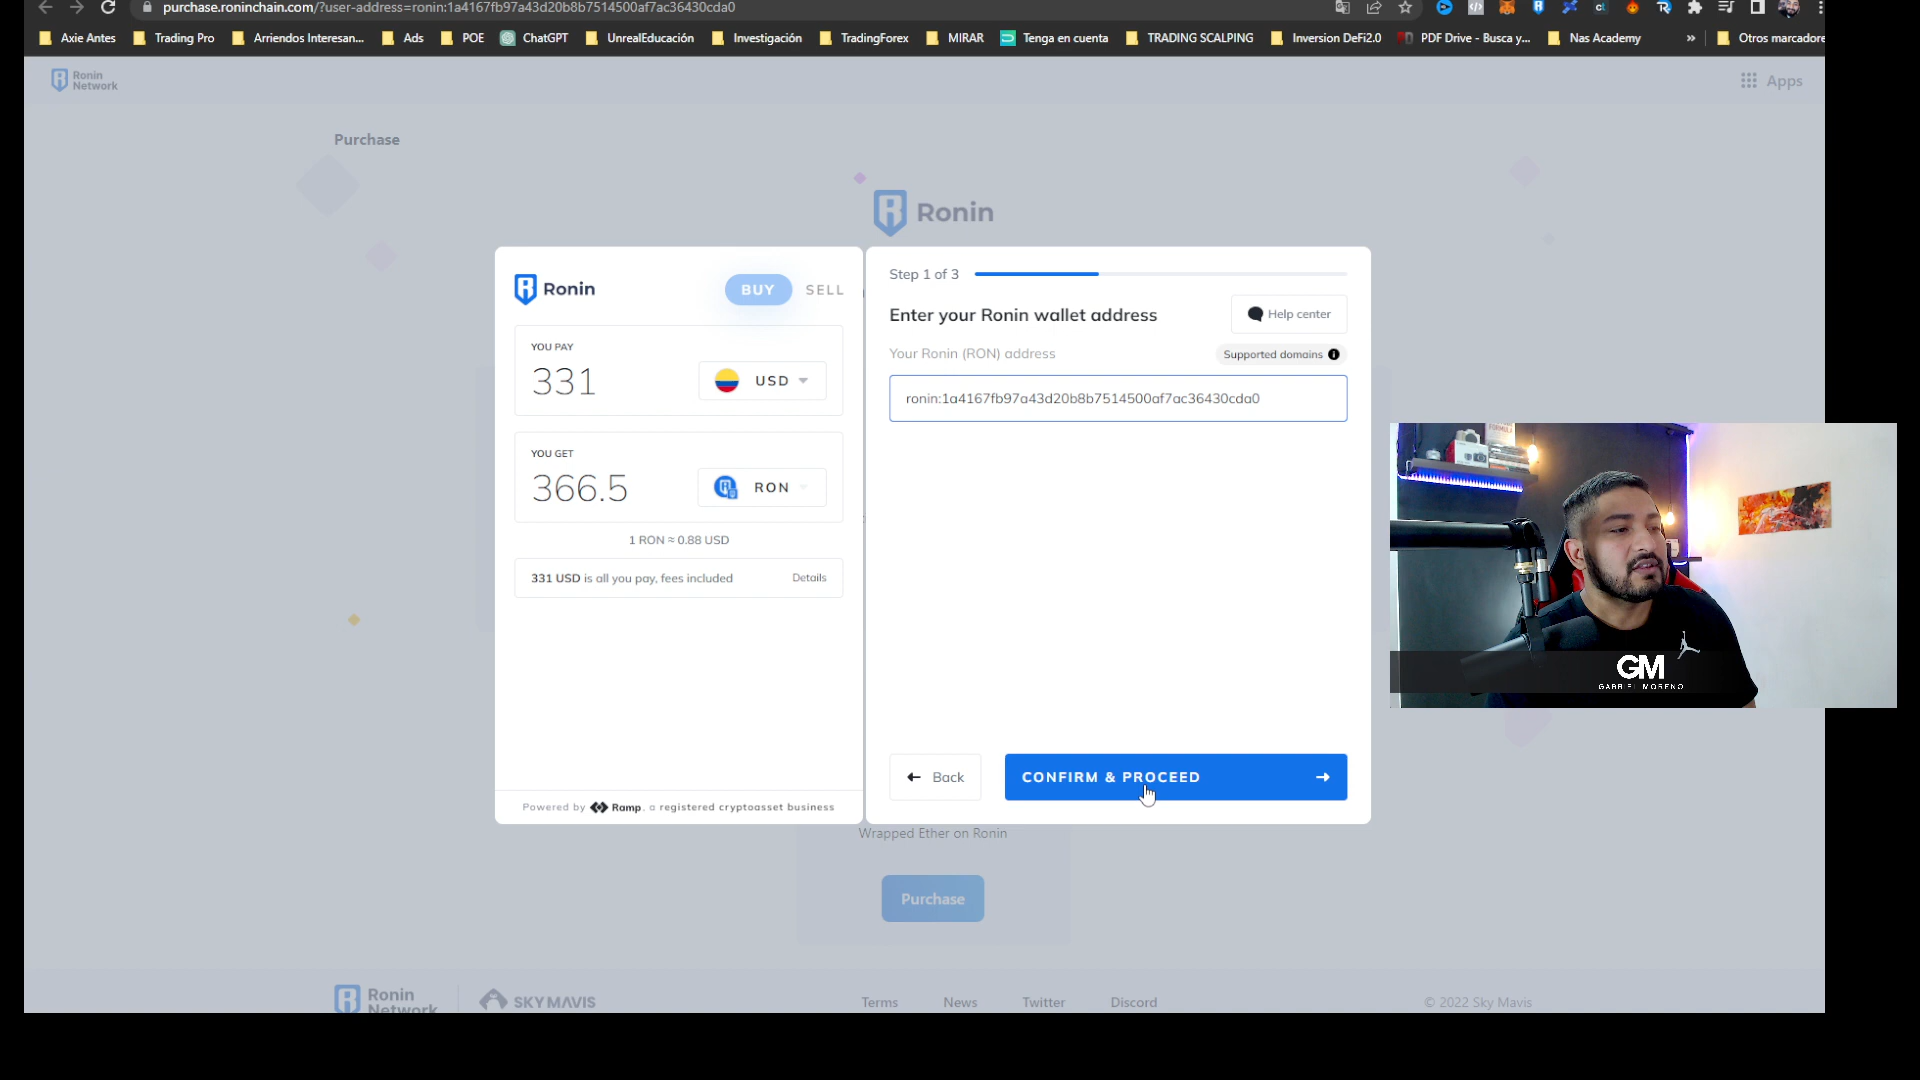 purchase.roninchain.com/?user-address=ronin:1a4167fb97a43d20b8b7514500af7ac36430cda0
Axie Antes
Trading Pro
Arriendos Interesan...
Ads
POE
ChatGPT
UnrealEducación
Investigación
TradingForex
MIRAR
Tenga en cuenta
TRADING SCALPING
Inversion DeFi2.0
PDF Drive - Busca y...
Nas Academy
»
Otros marcadore
Ronin
Network
Apps
Purchase
Ronin
Ronin
BUY
SELL
YOU PAY
331
USD
YOU GET
366.5
RON
1 RON ≈ 0.88 USD
331 USD is all you pay, fees included
Details
Powered by Ramp, a registered cryptoasset business
Step 1 of 3
Enter your Ronin wallet address
Help center
Your Ronin (RON) address
Supported domains
ronin:1a4167fb97a43d20b8b7514500af7ac36430cda0
Back
CONFIRM & PROCEED
GM
GABRIEL MORENO
Wrapped Ether on Ronin
Purchase
Ronin
Network
SKY MAVIS
Terms
News
Twitter
Discord
© 2022 Sky Mavis